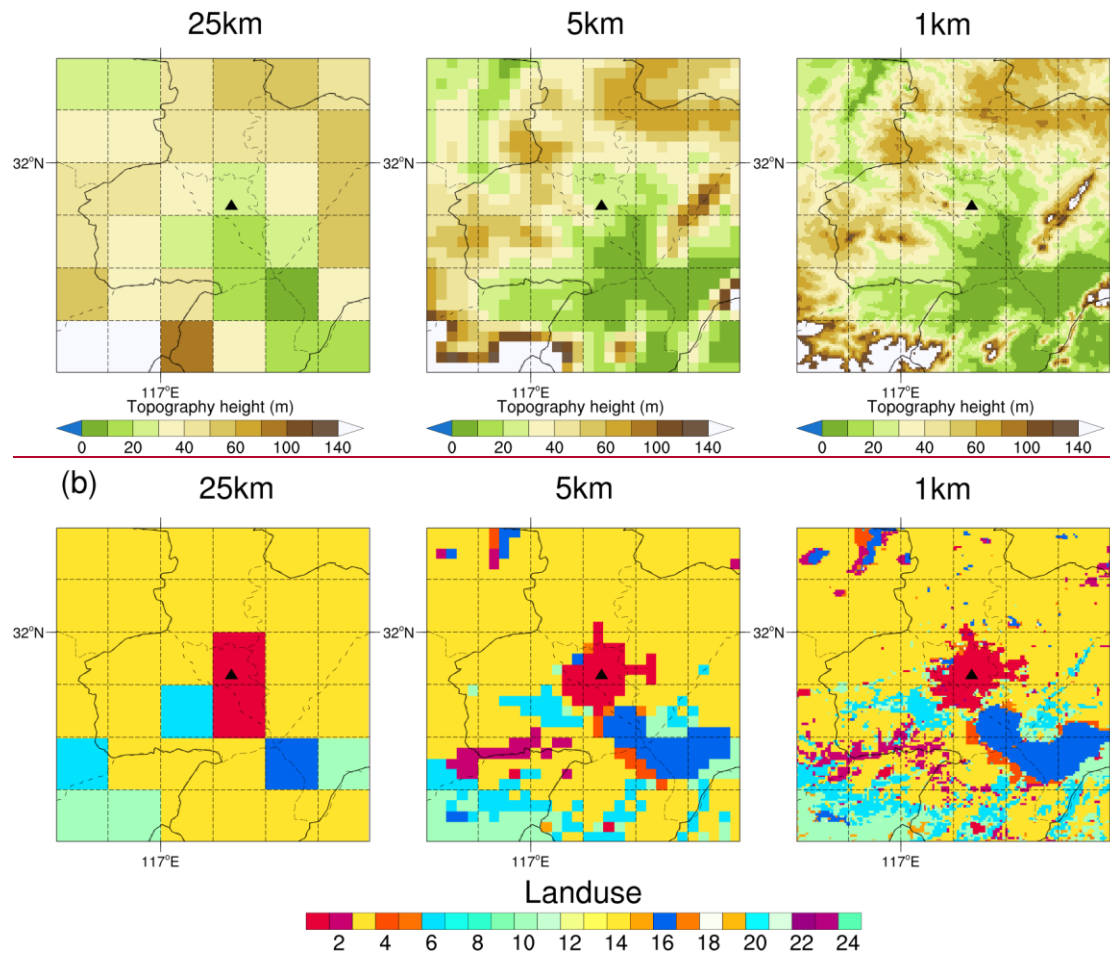 25km 5km 1km
32°N 32°N 32°N
117°E 117°E 117°E
Topography height (m) Topography height (m) Topography height (m)
0 20 40 60 100 140 0 20 40 60 100 140 0 20 40 60 100 140
(b) 25km 5km 1km
32°N 32°N 32°N
117°E 117°E 117°E
Landuse
2 4 6 8 10 12 14 16 18 20 22 24